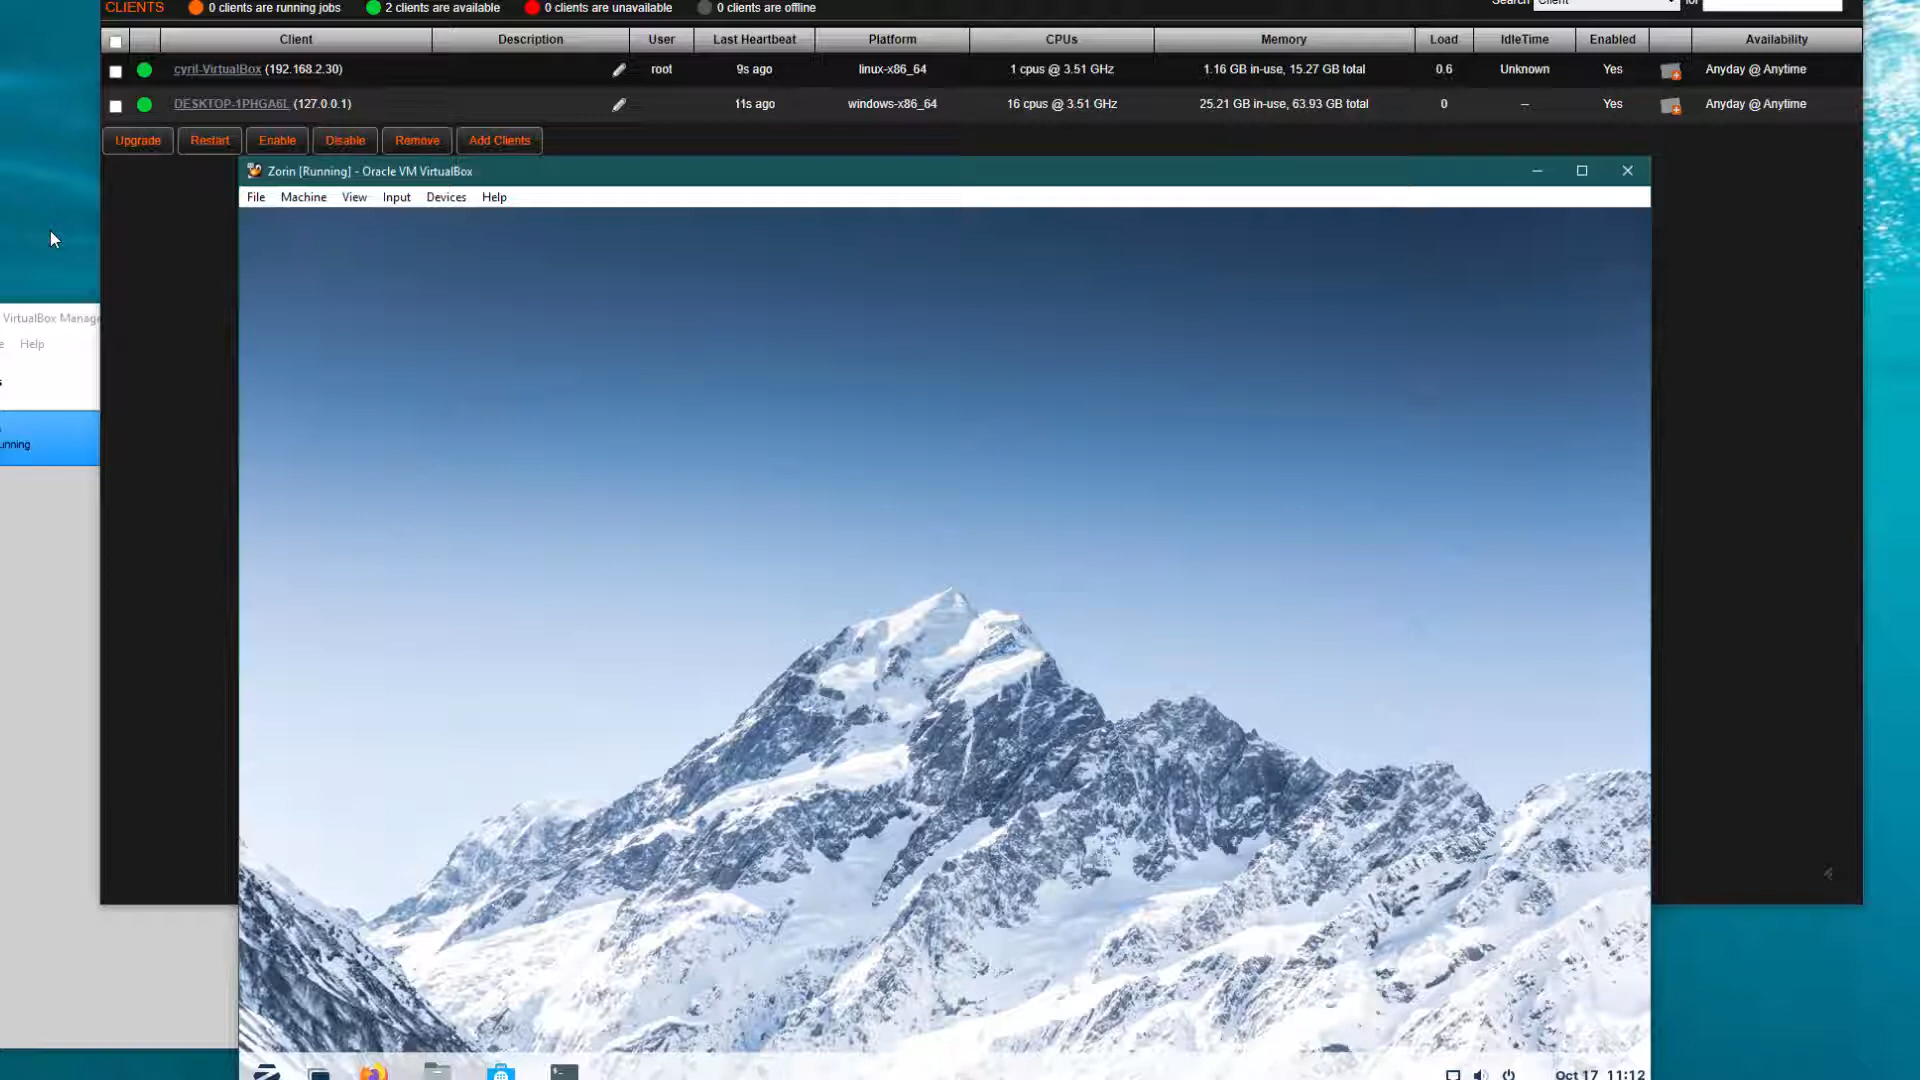 CLIENTS 0 clients are running jobs 2 clients are available 0 clients are unavailable 0 clients are offline Search Client for
Client Description User Last Heartbeat Platform CPUs Memory Load IdleTime Enabled Availability
cyril-VirtualBox (192.168.2.30) root 9s ago linux-x86_64 1 cpus @ 3.51 GHz 1.16 GB in-use, 15.27 GB total 0.6 Unknown Yes Anyday @ Anytime
DESKTOP-1PHGA6L (127.0.0.1) 11s ago windows-x86_64 16 cpus @ 3.51 GHz 25.21 GB in-use, 63.93 GB total 0 – Yes Anyday @ Anytime
Upgrade Restart Enable Disable Remove Add Clients
Zorin [Running] - Oracle VM VirtualBox
File Machine View Input Devices Help
VirtualBox Manag
Help
unning
Oct 17 11:12